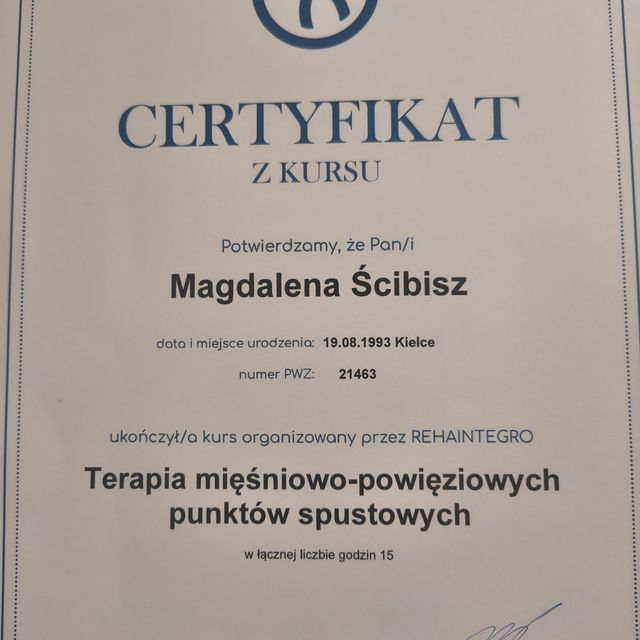 CERTYFIKAT
Z KURSU
Potwierdzamy, że Pan/i
Magdalena Ścibisz
data i miejsce urodzenia: 19.08.1993 Kielce
numer PWZ: 21463
ukończył/a kurs organizowany przez REHAINTEGRO
Terapia mięśniowo-powięziowych
punktów spustowych
w łącznej liczbie godzin 15